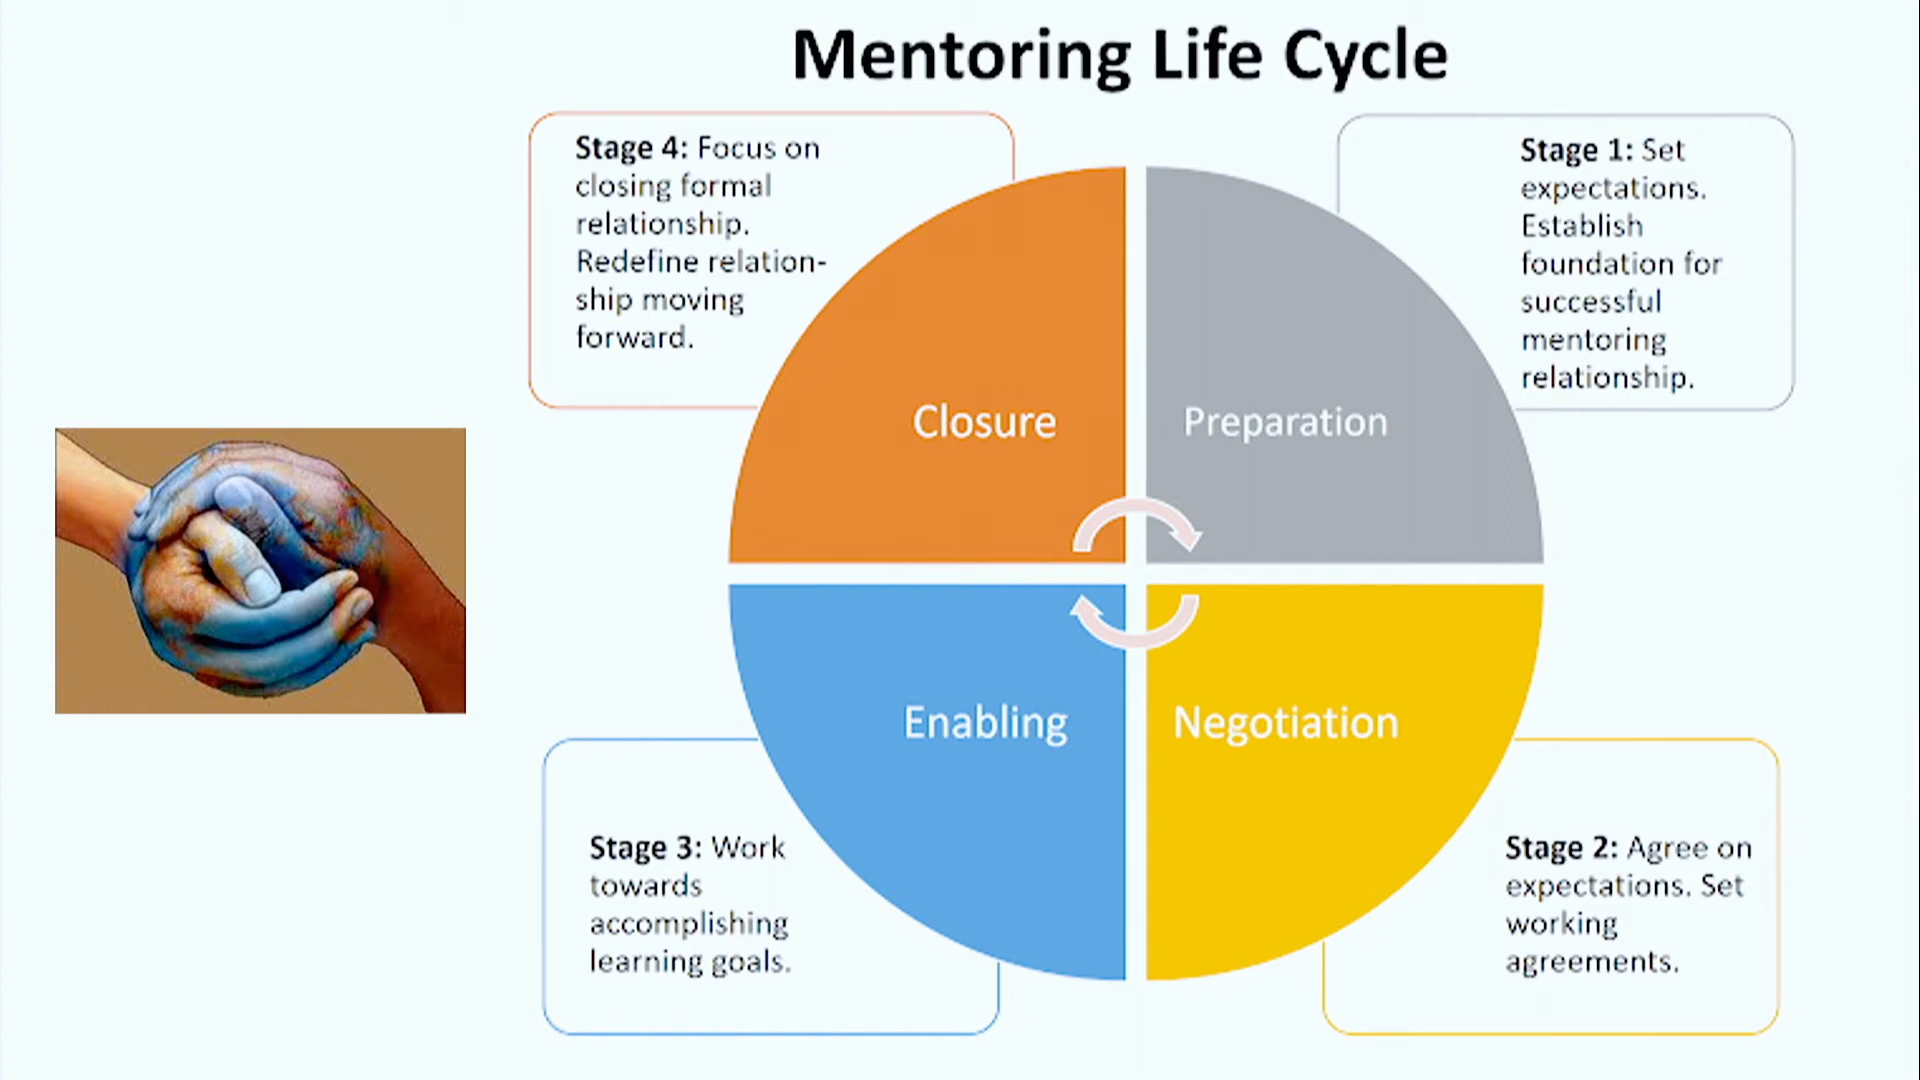 Mentoring Life Cycle
Stage 4: Focus on
closing formal
relationship.
Redefine relation-
ship moving
forward.
Stage 1: Set
expectations.
Establish
foundation for
successful
mentoring
relationship.
Closure
Preparation
Enabling
Negotiation
Stage 3: Work
towards
accomplishing
learning goals.
Stage 2: Agree on
expectations. Set
working
agreements.